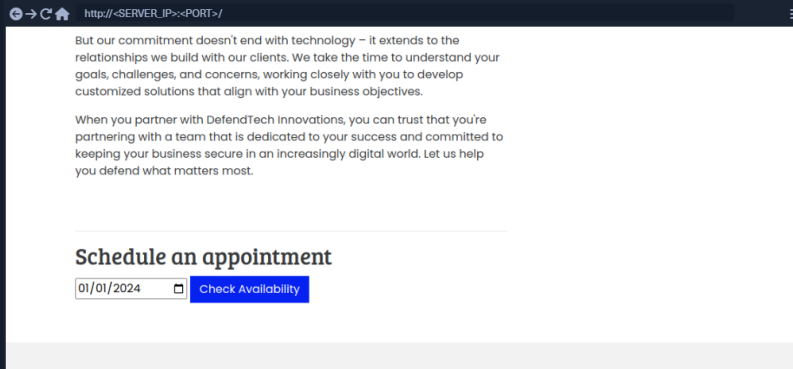 http://<SERVER_IP>:<PORT>/
But our commitment doesn't end with technology – it extends to the
relationships we build with our clients. We take the time to understand your
goals, challenges, and concerns, working closely with you to develop
customized solutions that align with your business objectives.
When you partner with DefendTech Innovations, you can trust that you're
partnering with a team that is dedicated to your success and committed to
keeping your business secure in an increasingly digital world. Let us help
you defend what matters most.
Schedule an appointment
01/01/2024 Check Availability